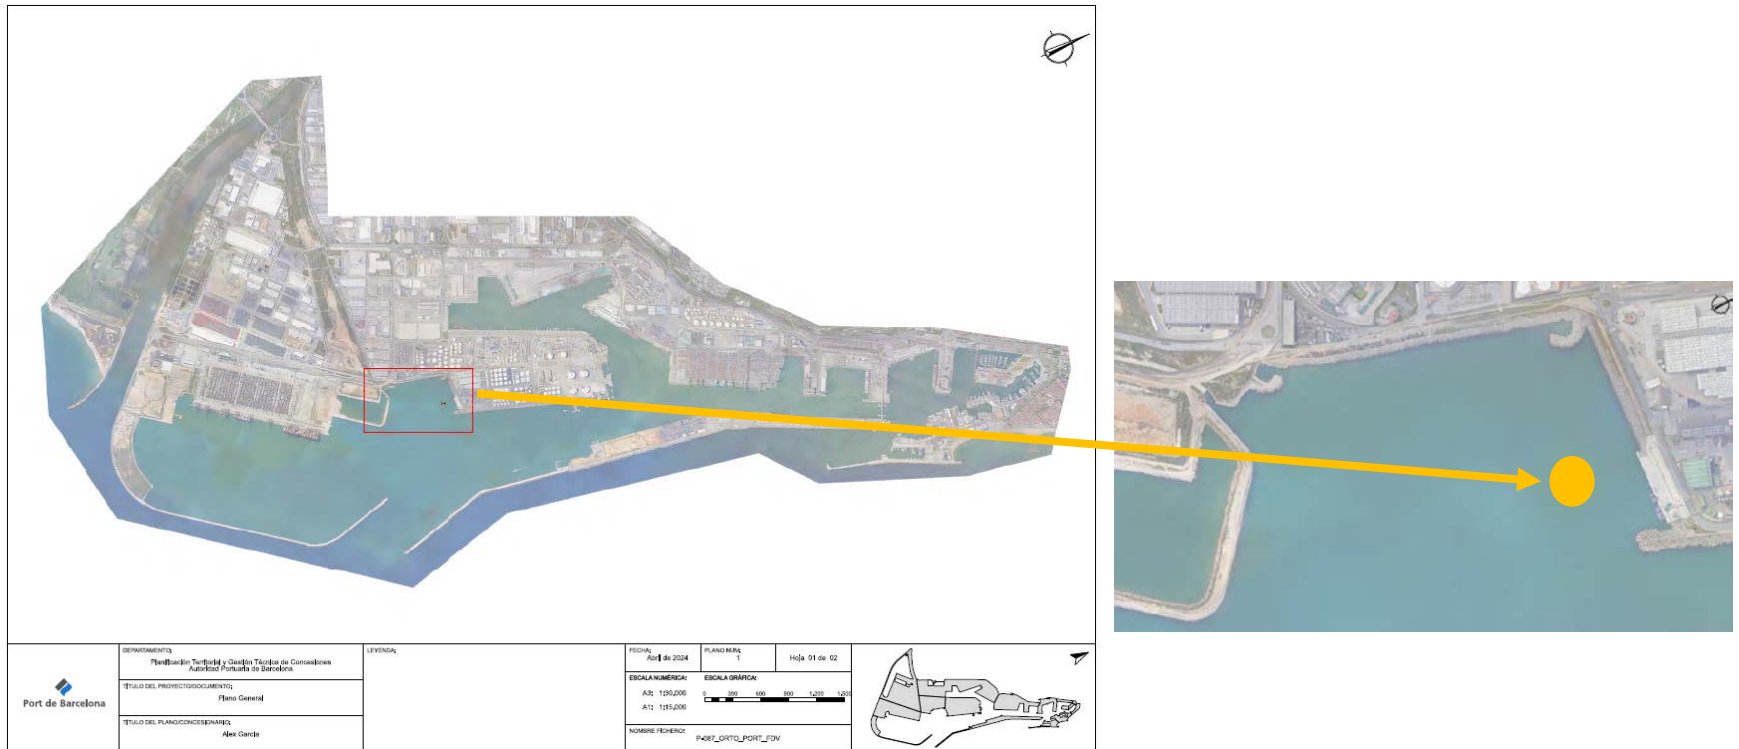 Port de Barcelona
DEPARTAMENTO:
Planificación Territorial y Gestión Técnica de Concesiones
Autoridad Portuaria de Barcelona
TÍTULO DEL PROYECTO/DOCUMENTO:
Plano General
TÍTULO DEL PLANO/CONCESIONARIO:
Alex García
LEYENDA:
FECHA:
Abril de 2024
PLANO NUM:
1
Hoja 01 de 02
ESCALA NUMÉRICA:
A3: 1:30,000
A1: 1:15,000
ESCALA GRÁFICA:
0 300 600 900 1,200 1,500
NOMBRE FICHERO:
P-087_ORTO_PORT_FDV